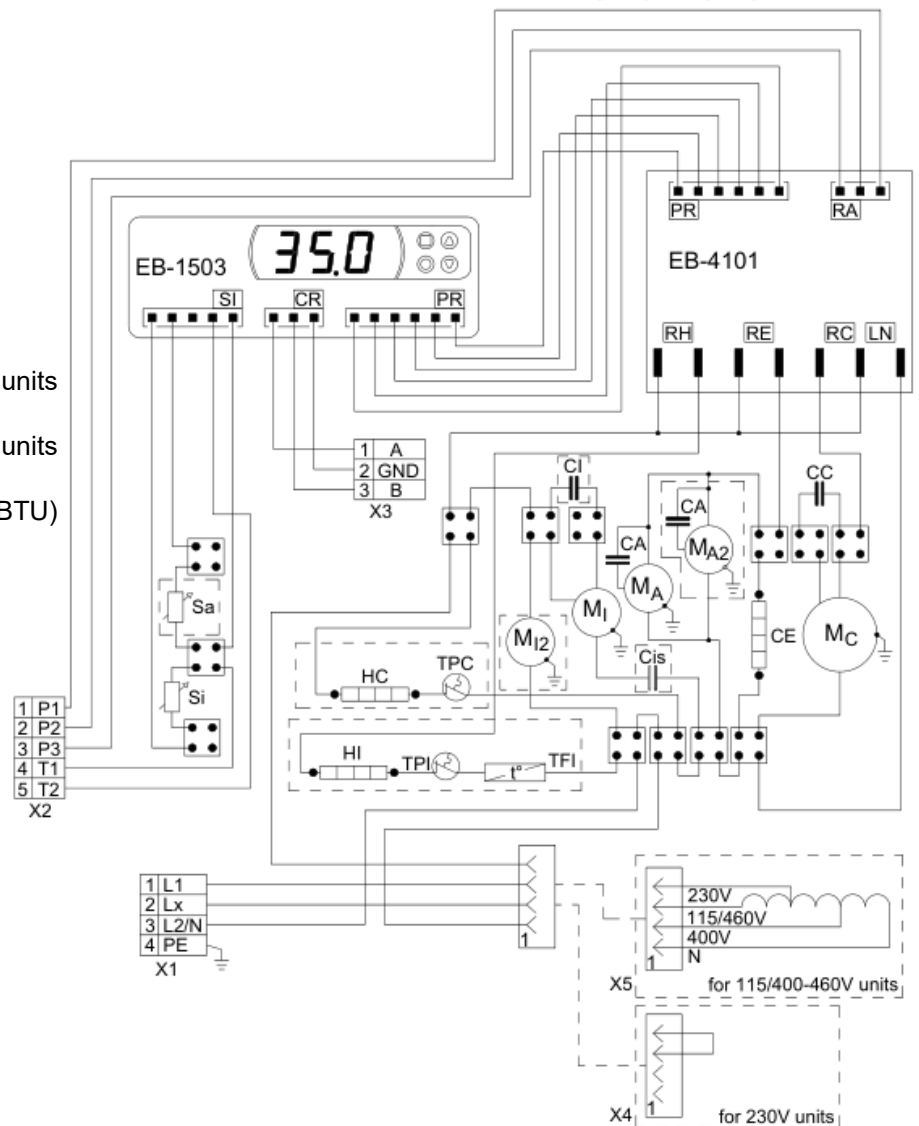 EB-1503
35.0
SI
CR
PR
PR
RA
EB-4101
RH
RE
RC
LN
units
units
BTU)
1 A
2 GND
3 B
X3
CI
CC
CA
CA
MA2
MA
MI
MI2
MC
CE
Cis
Sa
Si
HC
TPC
HI
TPI
t°
TFI
1 P1
2 P2
3 P3
4 T1
5 T2
X2
1 L1
2 Lx
3 L2/N
4 PE
X1
1
230V
115/460V
400V
N
1
X5
for 115/400-460V units
1
X4
for 230V units